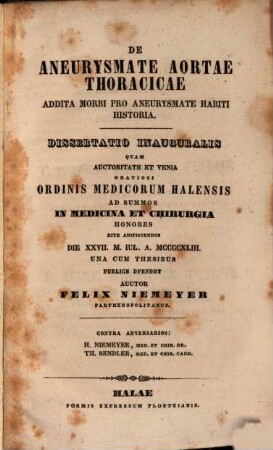 DE
ANEURYSMATE AORTAE
THORACICAE
ADDITA MORBI PRO ANEURYSMATE HABITI
HISTORIA.
DISSERTATIO INAUGURALIS
QUAM
AUCTORITATE ET VENIA
GRATIOSI
ORDINIS MEDICORUM HALENSIS
AD SUMMOS
IN MEDICINA ET CHIRURGIA
HONORES
RITE ADIPISCENDOS
DIE XXVII. M. IUL. A. MCCCCXLIII.
UNA CUM THESIBUS
PUBLICE DFENDET
AUCTOR
FELIX NIEMEYER
PARTHENOPOLITANUS.
CONTRA ADVERSARIOS:
H. NIEMEYER, MED. ET CHIR. DR.
TH. SENDLER, MED. ET CHIR. CAND.
HALAE
FORMIS EXPRESSUM PLOETZIANIS.